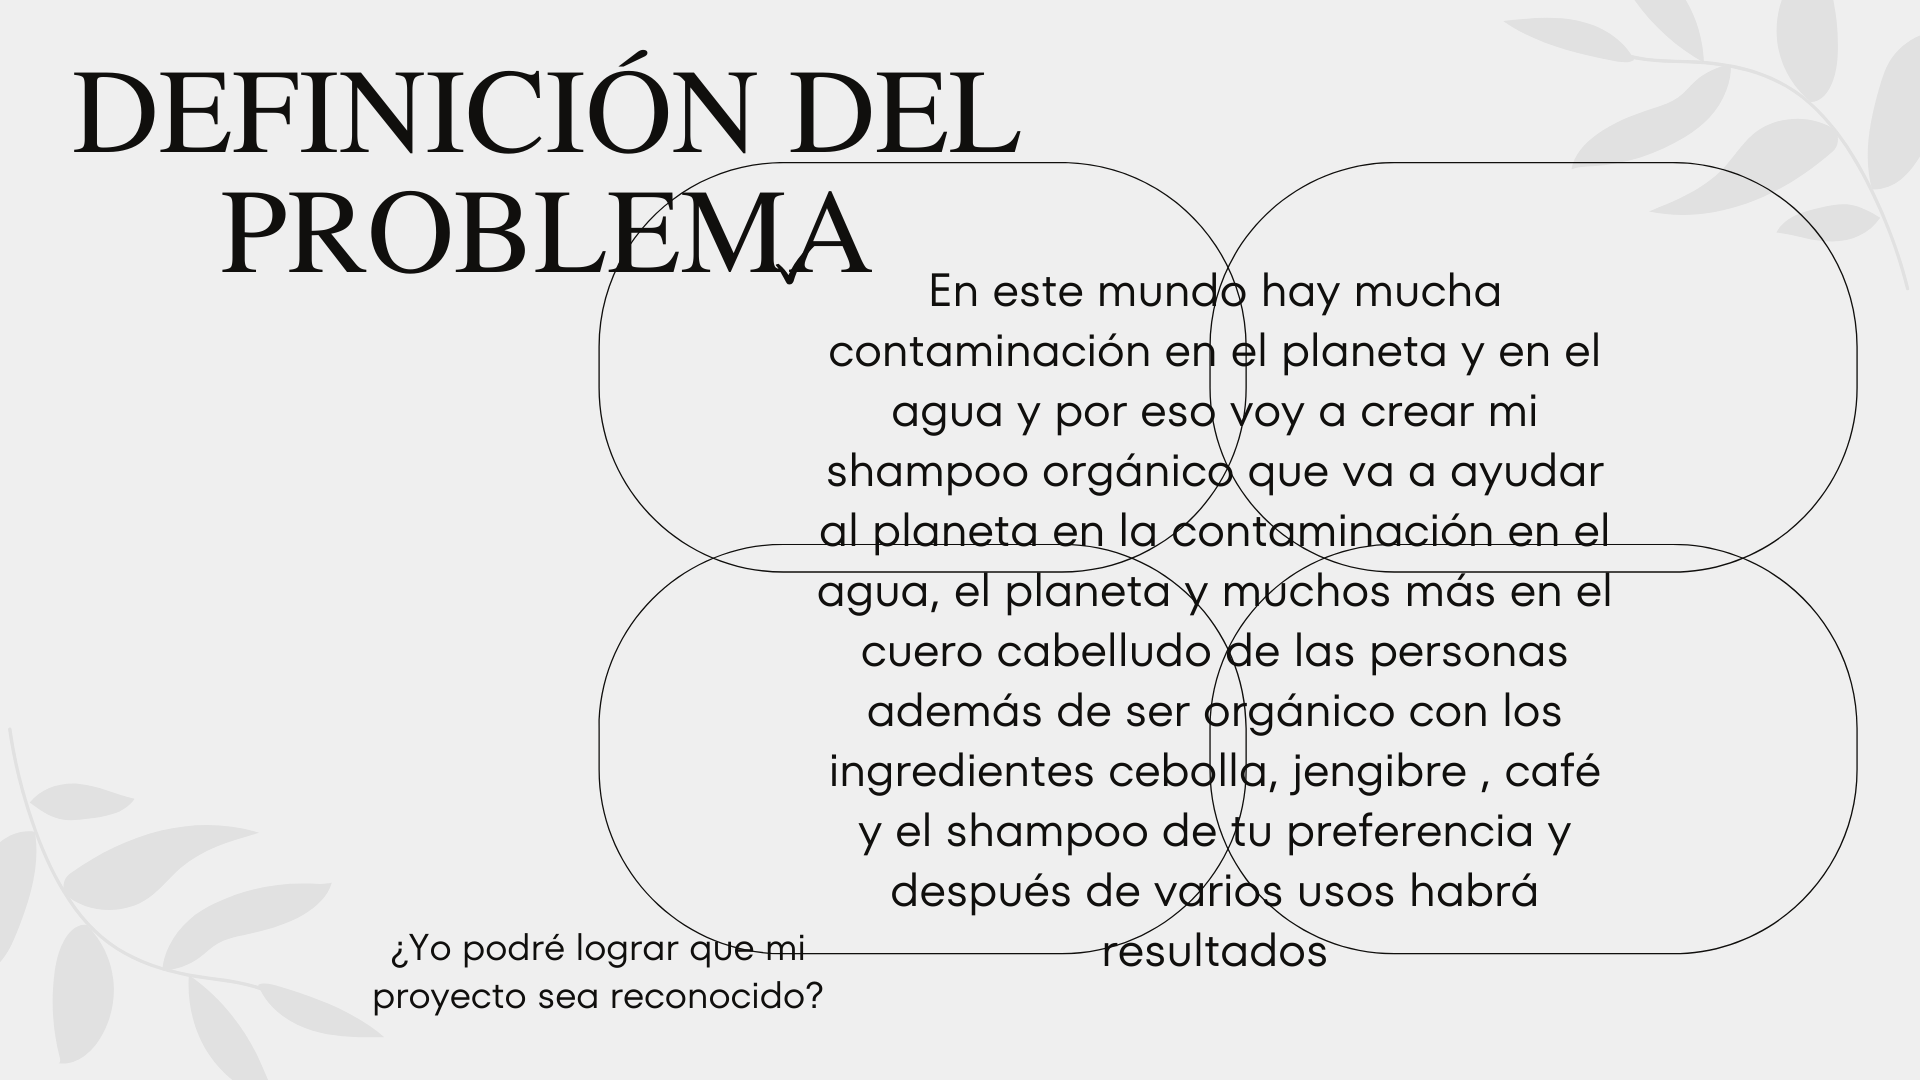 DEFINICIÓN DEL
PROBLEMA
En este mundo hay mucha
contaminación en el planeta y en el
agua y por eso voy a crear mi
shampoo orgánico que va a ayudar
al planeta en la contaminación en el
agua, el planeta y muchos más en el
cuero cabelludo de las personas
además de ser orgánico con los
ingredientes cebolla, jengibre , café
y el shampoo de tu preferencia y
después de varios usos habrá
resultados
¿Yo podré lograr que mi
proyecto sea reconocido?